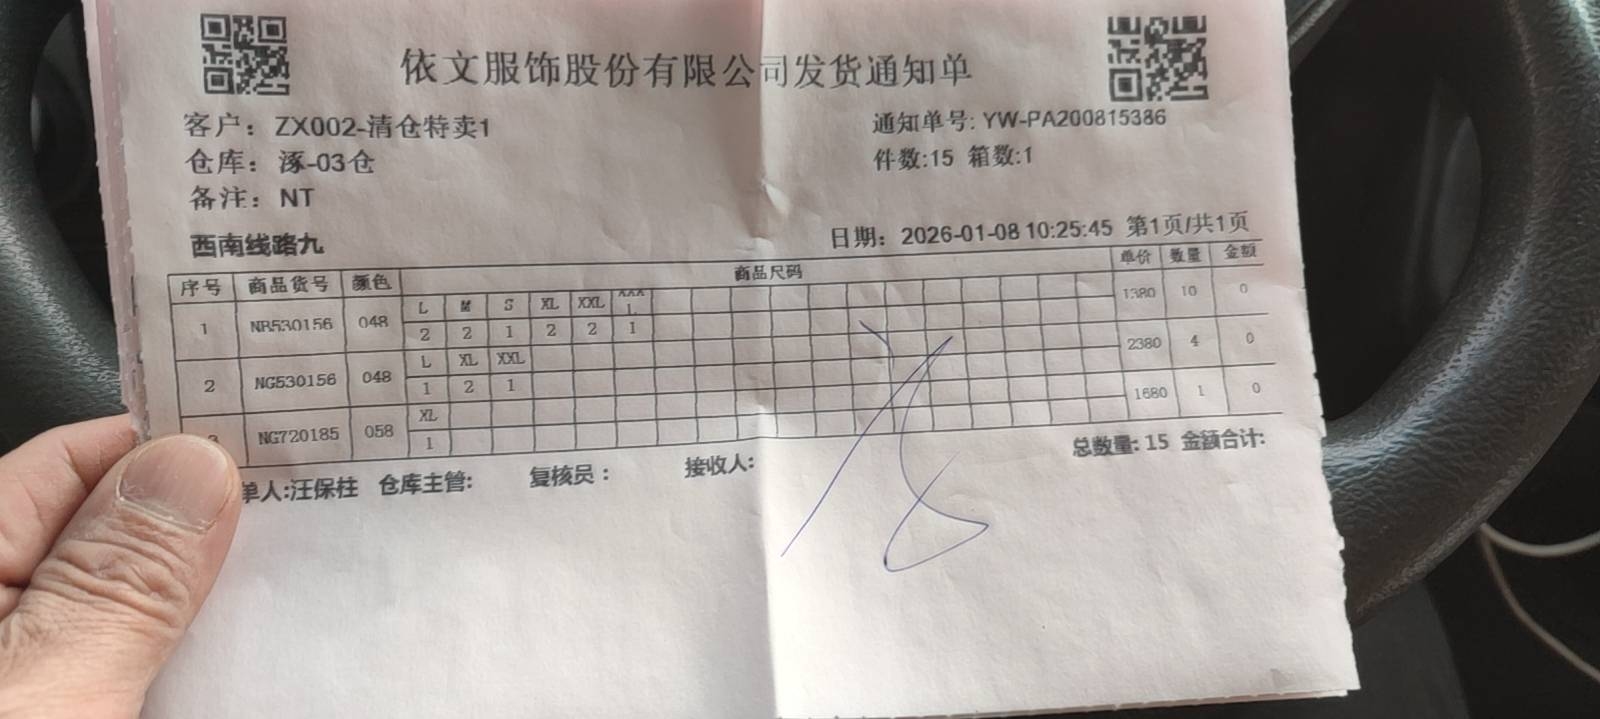 依文服饰股份有限公司发货通知单
客户：ZX002-清仓特卖1
通知单号: YW-PA200815386
仓库：涿-03仓
件数:15 箱数:1
备注：NT
西南线路九
日期：2026-01-08 10:25:45 第1页/共1页
序号 商品货号 颜色 商品尺码 单价 数量 金额
L M S XL XXL XXXL
1 NR530156 048 1380 10 0
2 2 1 2 2 1
L XL XXL
2 NG530156 048 2380 4 0
1 2 1
XL
3 NG720185 058 1680 1 0
1
总数量: 15 金额合计:
单人:汪保柱 仓库主管: 复核员： 接收人: